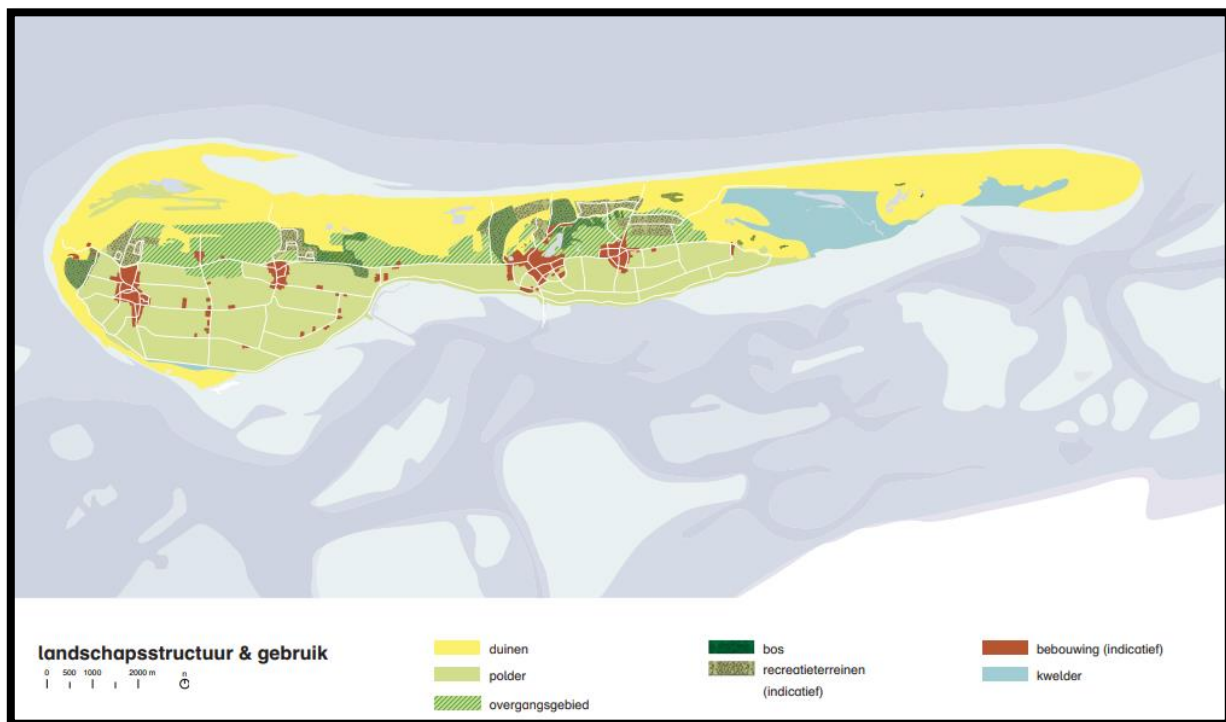 landschapsstructuur & gebruik
0 500 1000 2000 m n
duinen
polder
overgangsgebied
bos
recreatieterreinen
(indicatief)
bebouwing (indicatief)
kwelder